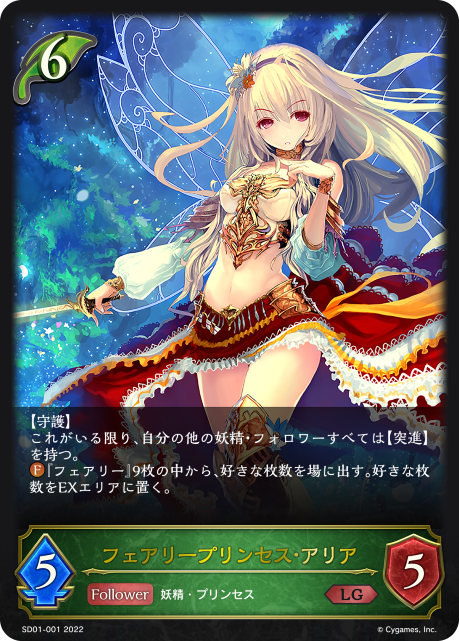 6
【守護】
これがいる限り、自分の他の妖精・フォロワーすべては【突進】
を持つ。
F『フェアリー』9枚の中から、好きな枚数を場に出す。好きな枚
数をEXエリアに置く。
フェアリープリンセス・アリア
5
Follower 妖精・プリンセス
LG
5
SD01-001 2022
© Cygames, Inc.